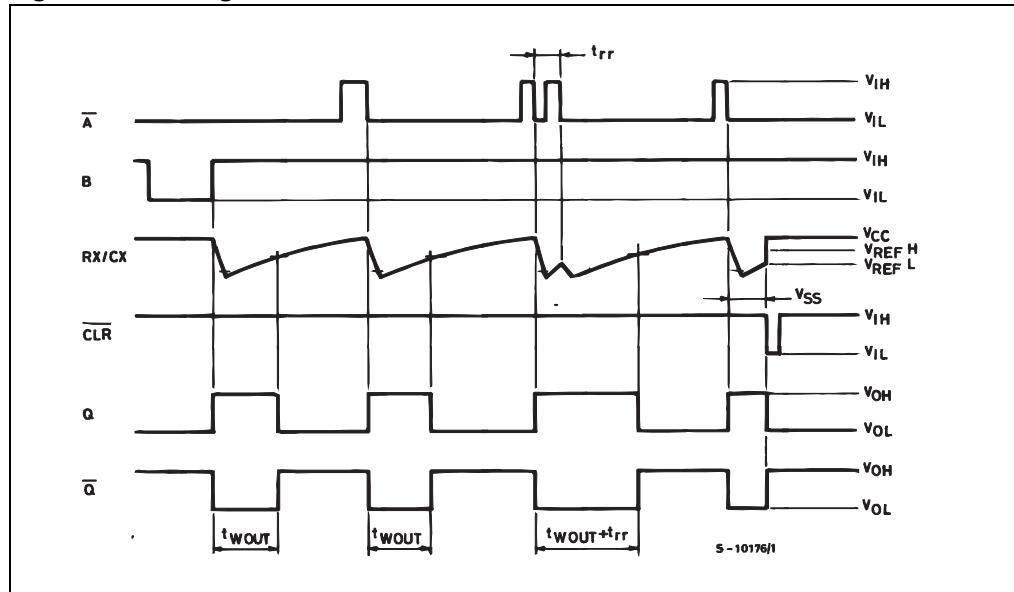 trr
A
VIH
VIL
B
VIH
VIL
RX/CX
VCC
VREF H
VREF L
VSS
CLR
VIH
VIL
Q
VOH
VOL
Q
VOH
VOL
tWOUT
tWOUT
tWOUT+trr
S-10176/1